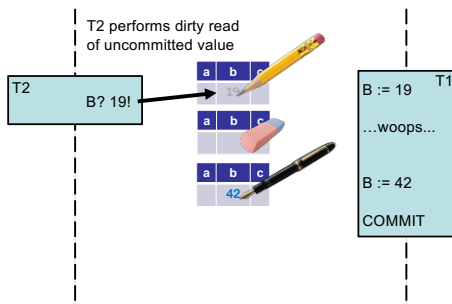 T2 performs dirty read
of uncommitted value
T2
B? 19!
a b c
19
a b c
a b c
42
T1
B := 19
…woops...
B := 42
COMMIT